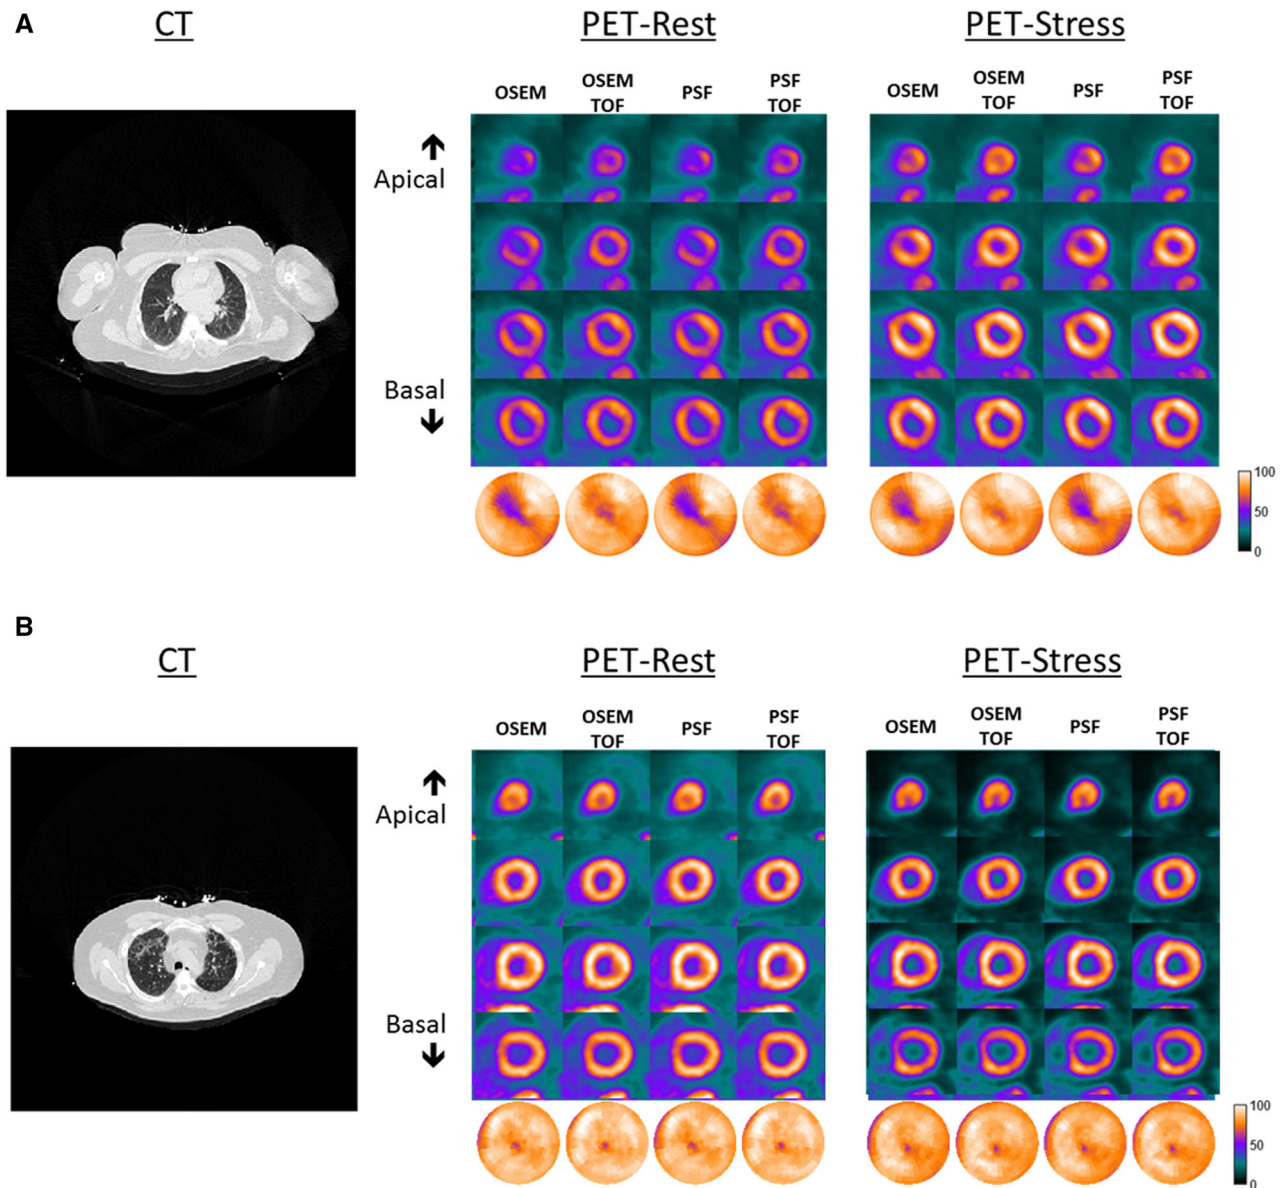 A
CT
PET-Rest
PET-Stress
OSEM
OSEM
TOF
PSF
PSF
TOF
OSEM
OSEM
TOF
PSF
PSF
TOF
Apical
Basal
100
50
0
B
CT
PET-Rest
PET-Stress
OSEM
OSEM
TOF
PSF
PSF
TOF
OSEM
OSEM
TOF
PSF
PSF
TOF
Apical
Basal
100
50
0